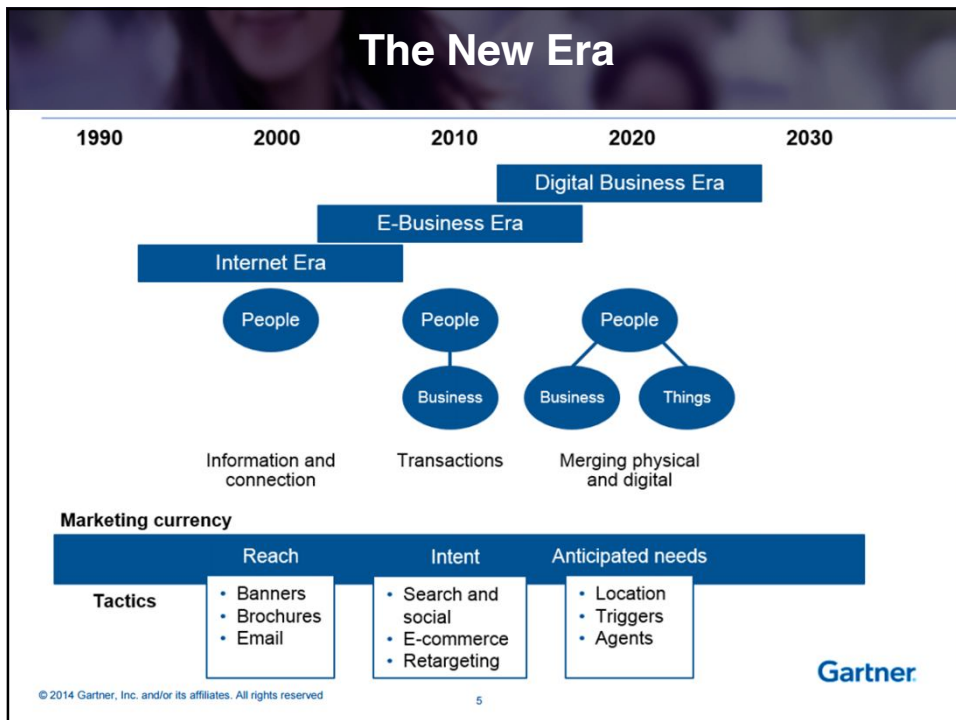 The New Era
1990 2000 2010 2020 2030
Digital Business Era
E-Business Era
Internet Era
People People People
Business Business Things
Information and
connection
Transactions
Merging physical
and digital
Marketing currency
Reach Intent Anticipated needs
Tactics
• Banners
• Brochures
• Email
• Search and
social
• E-commerce
• Retargeting
• Location
• Triggers
• Agents
Gartner
© 2014 Gartner, Inc. and/or its affiliates. All rights reserved
5